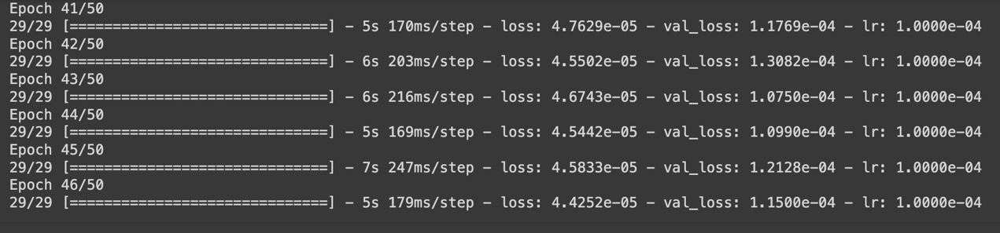 Epoch 41/50
29/29 [==============================] - 5s 170ms/step - loss: 4.7629e-05 - val_loss: 1.1769e-04 - lr: 1.0000e-04
Epoch 42/50
29/29 [==============================] - 6s 203ms/step - loss: 4.5502e-05 - val_loss: 1.3082e-04 - lr: 1.0000e-04
Epoch 43/50
29/29 [==============================] - 6s 216ms/step - loss: 4.6743e-05 - val_loss: 1.0750e-04 - lr: 1.0000e-04
Epoch 44/50
29/29 [==============================] - 5s 169ms/step - loss: 4.5442e-05 - val_loss: 1.0990e-04 - lr: 1.0000e-04
Epoch 45/50
29/29 [==============================] - 7s 247ms/step - loss: 4.5833e-05 - val_loss: 1.2128e-04 - lr: 1.0000e-04
Epoch 46/50
29/29 [==============================] - 5s 179ms/step - loss: 4.4252e-05 - val_loss: 1.1500e-04 - lr: 1.0000e-04